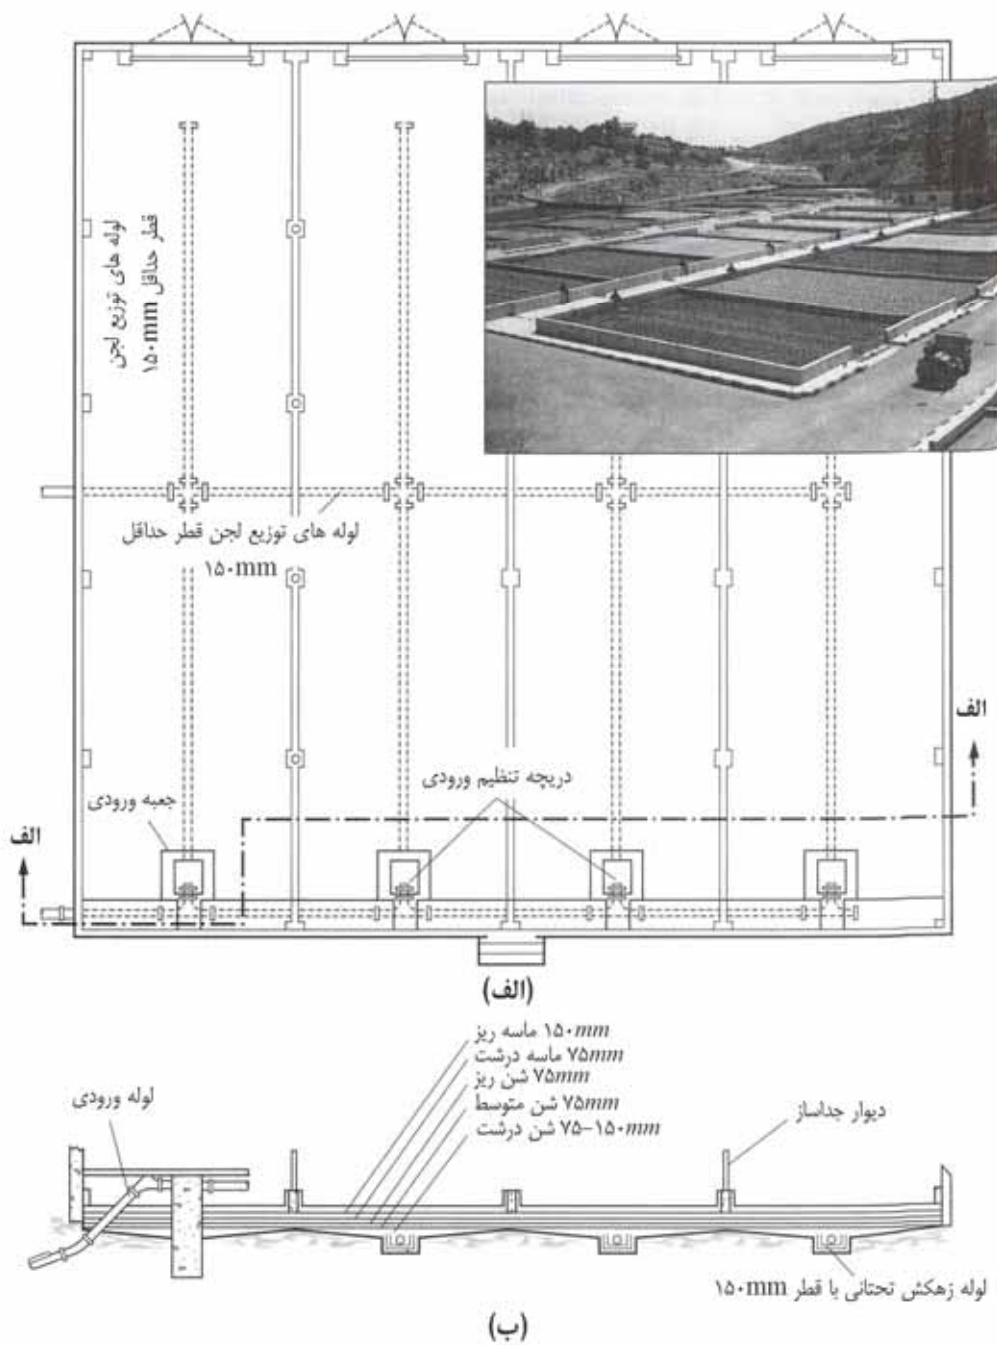 لوله های توزیع لجن
قطر حداقل ۱۵۰mm
لوله های توزیع لجن قطر حداقل
۱۵۰mm
الف
دریچه تنظیم ورودی
جعبه ورودی
الف
(الف)
۱۵۰mm ماسه ریز
۷۵mm ماسه درشت
۷۵mm شن ریز
۷۵mm شن متوسط
۷۵–۱۵۰mm شن درشت
لوله ورودی
دیوار جداساز
لوله زهکش تحتانی با قطر ۱۵۰mm
(ب)